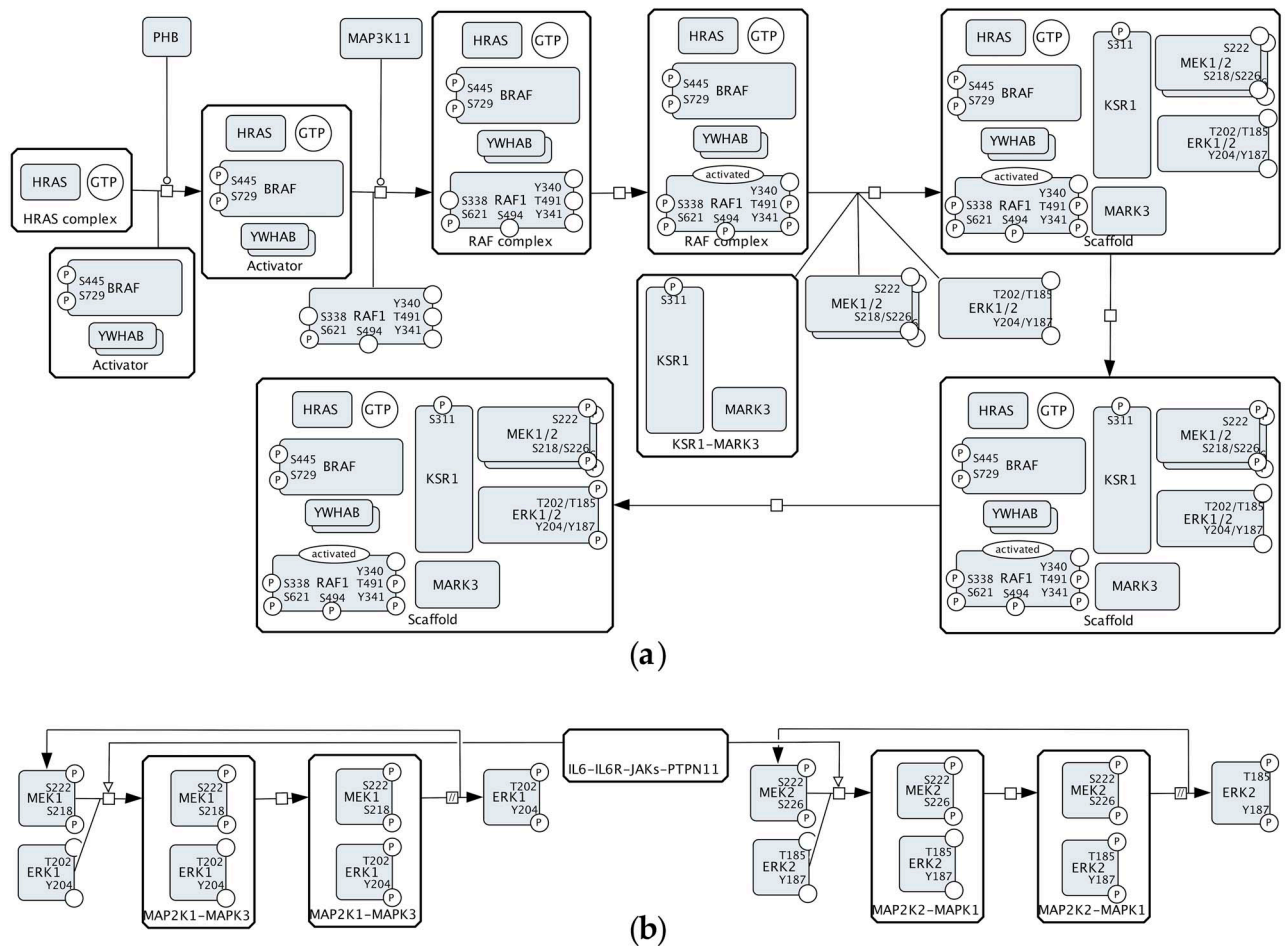 PHB
MAP3K11
HRAS GTP
HRAS complex
P S445
P S729
BRAF
YWHAB
Activator
HRAS GTP
P S445
P S729
BRAF
YWHAB
Activator
S338 RAF1 Y340
T491
P S621 S494 Y341
HRAS GTP
P S445
P S729
BRAF
YWHAB
S338 RAF1 Y340
T491
P S621 S494 Y341
RAF complex
HRAS GTP
P S445
P S729
BRAF
YWHAB
activated
P S338 RAF1 Y340
T491 P
P S621 S494 Y341 P
P
RAF complex
P
S311
KSR1
MARK3
KSR1-MARK3
S222
MEK1/2
S218/S226
T202/T185
ERK1/2
Y204/Y187
HRAS GTP
P S445
P S729
BRAF
YWHAB
activated
P S338 RAF1 Y340
T491 P
P S621 S494 Y341 P
P
P
S311
KSR1
S222
MEK1/2
S218/S226
T202/T185
ERK1/2
Y204/Y187
MARK3
Scaffold
HRAS GTP
P S445
P S729
BRAF
YWHAB
activated
P S338 RAF1 Y340
T491 P
P S621 S494 Y341 P
P
P
S311
KSR1
S222 P
MEK1/2
S218/S226 P
T202/T185
ERK1/2
Y204/Y187
MARK3
Scaffold
HRAS GTP
P S445
P S729
BRAF
YWHAB
activated
P S338 RAF1 Y340
T491 P
P S621 S494 Y341 P
P
P
S311
KSR1
S222 P
MEK1/2
S218/S226 P
T202/T185 P
ERK1/2
Y204/Y187 P
MARK3
Scaffold
(a)
IL6-IL6R-JAKs-PTPN11
S222 P
MEK1
S218 P
T202
ERK1
Y204
S222 P
MEK1
S218 P
T202
ERK1
Y204
MAP2K1-MAPK3
S222 P
MEK1
S218 P
T202 P
ERK1
Y204 P
MAP2K1-MAPK3
T202 P
ERK1
Y204 P
S222 P
MEK2
S226 P
T185
ERK2
Y187
S222 P
MEK2
S226 P
T185
ERK2
Y187
MAP2K2-MAPK1
S222 P
MEK2
S226 P
T185 P
ERK2
Y187 P
MAP2K2-MAPK1
T185 P
ERK2
Y187 P
(b)